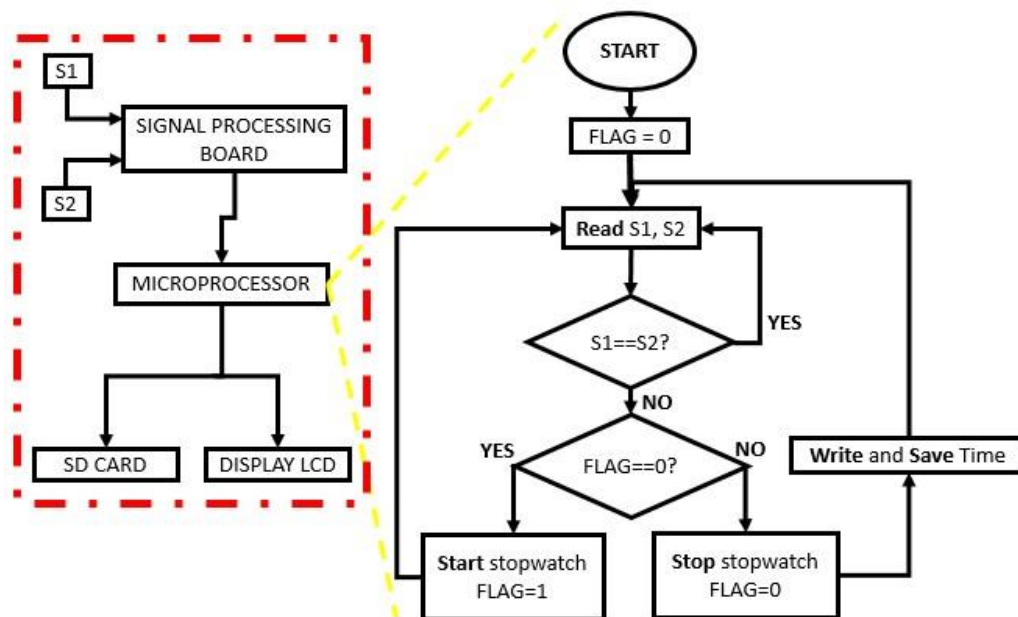 S1
SIGNAL PROCESSING
BOARD
S2
MICROPROCESSOR
SD CARD
DISPLAY LCD
START
FLAG = 0
Read S1, S2
YES
S1==S2?
NO
YES
FLAG==0?
NO
Write and Save Time
Start stopwatch
FLAG=1
Stop stopwatch
FLAG=0